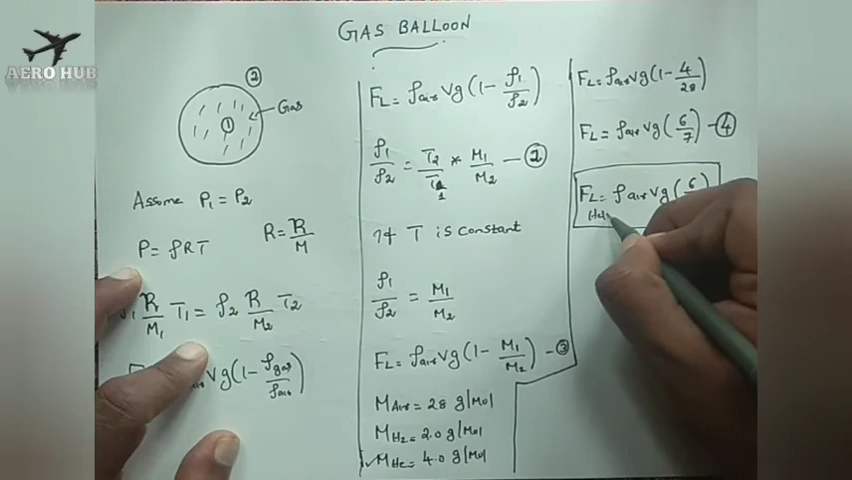 AERO HUB
GAS BALLOON
②
Gas
①
Assume P₁ = P₂
P = ρRT
R = R/M
ρ₁ R/M₁ T₁ = ρ₂ R/M₂ T₂
Vg(1 - ρgas/ρair)
FL = ρair Vg(1 - ρ1/ρ2)
ρ1/ρ2 = T2/T1 * M1/M2 — ②
if T is constant
ρ1/ρ2 = M1/M2
FL = ρair Vg(1 - M1/M2) - ③
MAir = 28 g/Mol
MH2 = 2.0 g/Mol
✓MHe = 4.0 g/Mol
FL = ρair Vg(1 - 4/28)
FL = ρair Vg(6/7) - ④
FL = ρair Vg(6